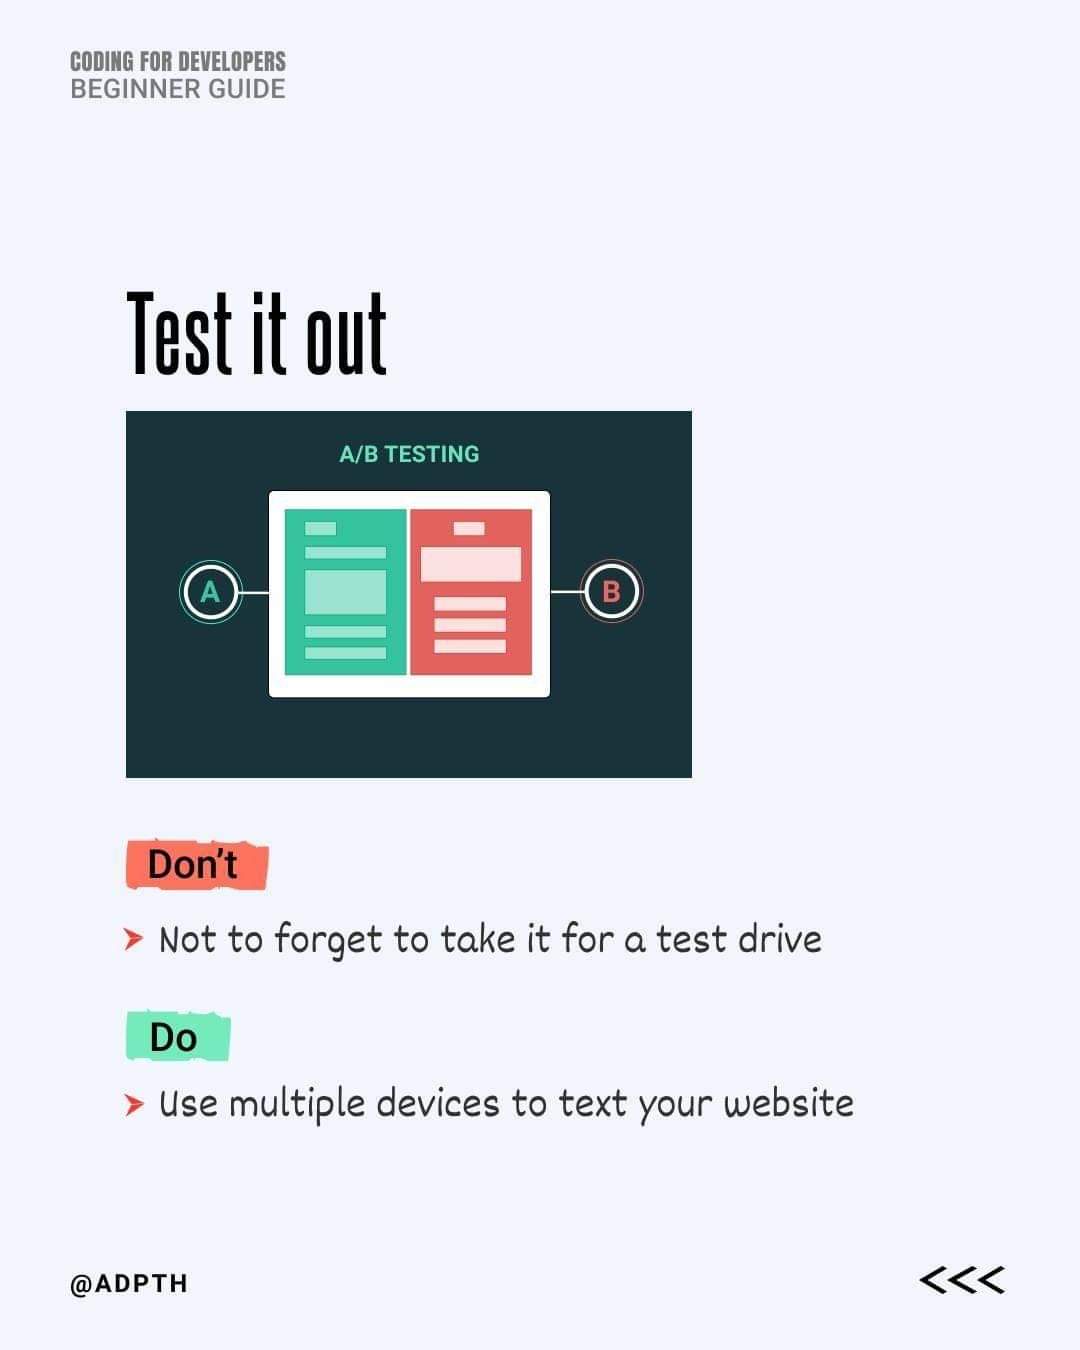 CODING FOR DEVELOPERS
BEGINNER GUIDE
Test it out
A/B TESTING
A
B
Don't
Not to forget to take it for a test drive
Do
Use multiple devices to text your website
@ADPTH